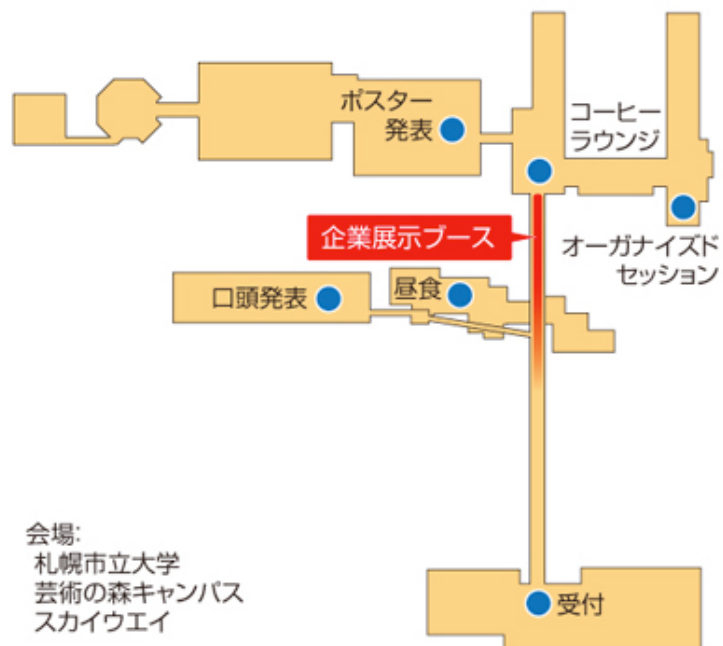 ポスター
発表
コーヒー
ラウンジ
企業展示ブース
オーガナイズド
セッション
口頭発表
昼食
会場:
札幌市立大学
芸術の森キャンパス
スカイウエイ
受付